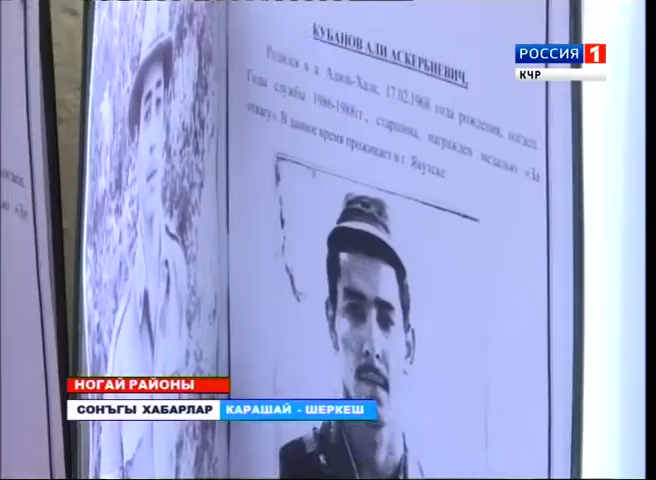 КУБАНОВ АЛИ АСКЕРБИЕВИЧ.
Родился в а. Адиль-Халк, 17.02.1968 года рождения, ногаец.
Годы службы 1986-1988гг., старшина, награжден медалью «За
отвагу» В данное время проживает в г. Якутске
РОССИЯ 1
КЧР
НОГАЙ РАЙОНЫ
СОНЪГЫ ХАБАРЛАР
КАРАШАЙ - ШЕРКЕШ